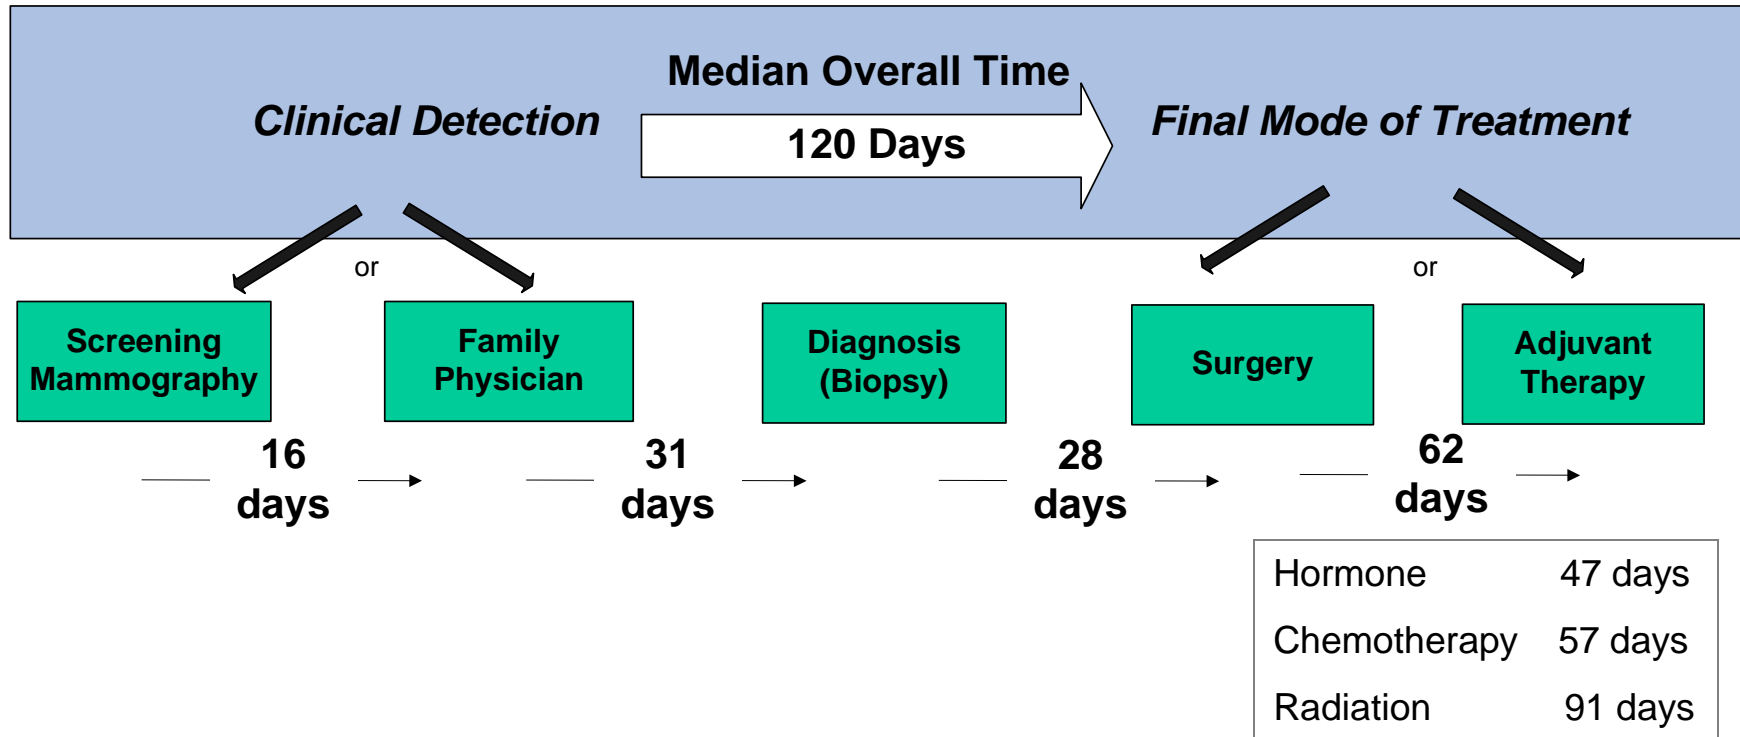 Median Overall Time
Clinical Detection
120 Days
Final Mode of Treatment
or
or
Screening
Mammography
Family
Physician
Diagnosis
(Biopsy)
Surgery
Adjuvant
Therapy
16
days
31
days
28
days
62
days
Hormone 47 days
Chemotherapy 57 days
Radiation 91 days